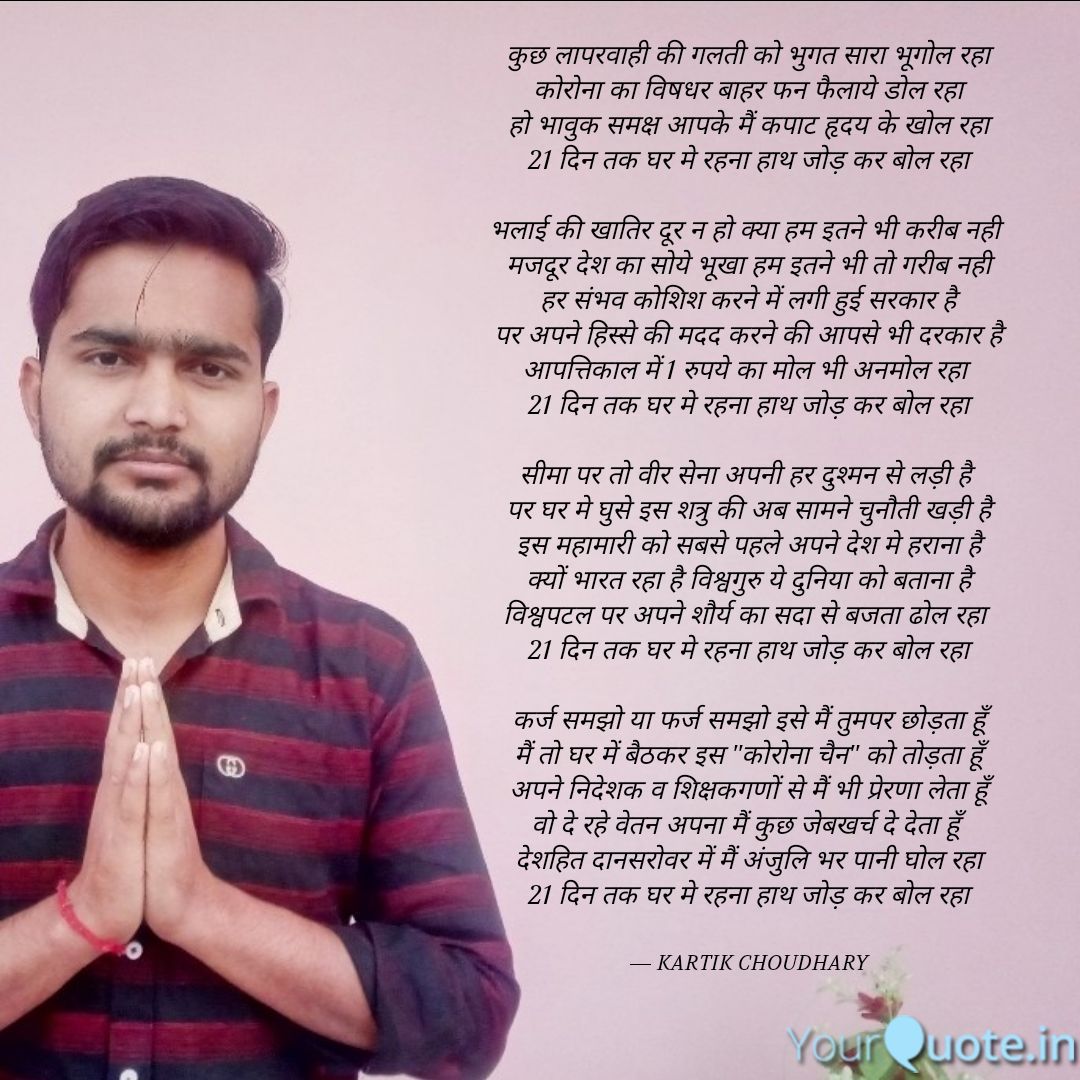 कुछ लापरवाही की गलती को भुगत सारा भूगोल रहा
कोरोना का विषधर बाहर फन फैलाये डोल रहा
हो भावुक समक्ष आपके मैं कपाट हृदय के खोल रहा
21 दिन तक घर मे रहना हाथ जोड़ कर बोल रहा

भलाई की खातिर दूर न हो क्या हम इतने भी करीब नही
मजदूर देश का सोये भूखा हम इतने भी तो गरीब नही
हर संभव कोशिश करने में लगी हुई सरकार है
पर अपने हिस्से की मदद करने की आपसे भी दरकार है
आपत्तिकाल में 1 रुपये का मोल भी अनमोल रहा
21 दिन तक घर मे रहना हाथ जोड़ कर बोल रहा

सीमा पर तो वीर सेना अपनी हर दुश्मन से लड़ी है
पर घर मे घुसे इस शत्रु की अब सामने चुनौती खड़ी है
इस महामारी को सबसे पहले अपने देश मे हराना है
क्यों भारत रहा है विश्वगुरु ये दुनिया को बताना है
विश्वपटल पर अपने शौर्य का सदा से बजता ढोल रहा
21 दिन तक घर मे रहना हाथ जोड़ कर बोल रहा

कर्ज समझो या फर्ज समझो इसे मैं तुमपर छोड़ता हूँ
मैं तो घर में बैठकर इस "कोरोना चैन" को तोड़ता हूँ
अपने निदेशक व शिक्षकगणों से मैं भी प्रेरणा लेता हूँ
वो दे रहे वेतन अपना मैं कुछ जेबखर्च दे देता हूँ
देशहित दानसरोवर में मैं अंजुलि भर पानी घोल रहा
21 दिन तक घर मे रहना हाथ जोड़ कर बोल रहा

— KARTIK CHOUDHARY
YourQuote.in